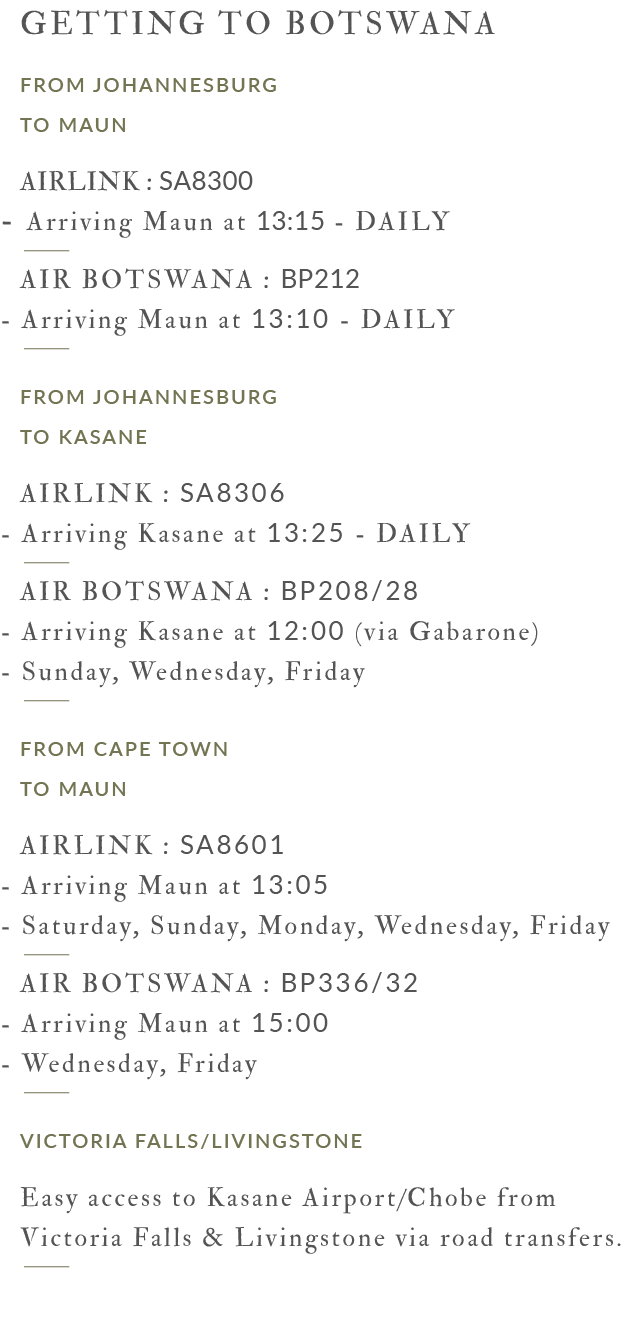 GETTING TO BOTSWANA
FROM JOHANNESBURG
TO MAUN
AIRLINK : SA8300
- Arriving Maun at 13:15 - DAILY
AIR BOTSWANA : BP212
- Arriving Maun at 13:10 - DAILY
FROM JOHANNESBURG
TO KASANE
AIRLINK : SA8306
- Arriving Kasane at 13:25 - DAILY
AIR BOTSWANA : BP208/28
- Arriving Kasane at 12:00 (via Gabarone)
- Sunday, Wednesday, Friday
FROM CAPE TOWN
TO MAUN
AIRLINK : SA8601
- Arriving Maun at 13:05
- Saturday, Sunday, Monday, Wednesday, Friday
AIR BOTSWANA : BP336/32
- Arriving Maun at 15:00
- Wednesday, Friday
VICTORIA FALLS/LIVINGSTONE
Easy access to Kasane Airport/Chobe from
Victoria Falls & Livingstone via road transfers.